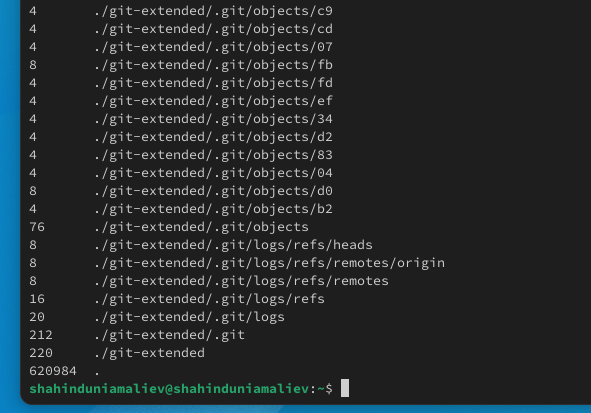 4 ./git-extended/.git/objects/c9
4 ./git-extended/.git/objects/cd
4 ./git-extended/.git/objects/07
8 ./git-extended/.git/objects/fb
4 ./git-extended/.git/objects/fd
4 ./git-extended/.git/objects/ef
4 ./git-extended/.git/objects/34
4 ./git-extended/.git/objects/d2
4 ./git-extended/.git/objects/83
4 ./git-extended/.git/objects/04
8 ./git-extended/.git/objects/d0
4 ./git-extended/.git/objects/b2
76 ./git-extended/.git/objects
8 ./git-extended/.git/logs/refs/heads
8 ./git-extended/.git/logs/refs/remotes/origin
8 ./git-extended/.git/logs/refs/remotes
16 ./git-extended/.git/logs/refs
20 ./git-extended/.git/logs
212 ./git-extended/.git
220 ./git-extended
620984 .
shahinduniamaliev@shahinduniamaliev:~$